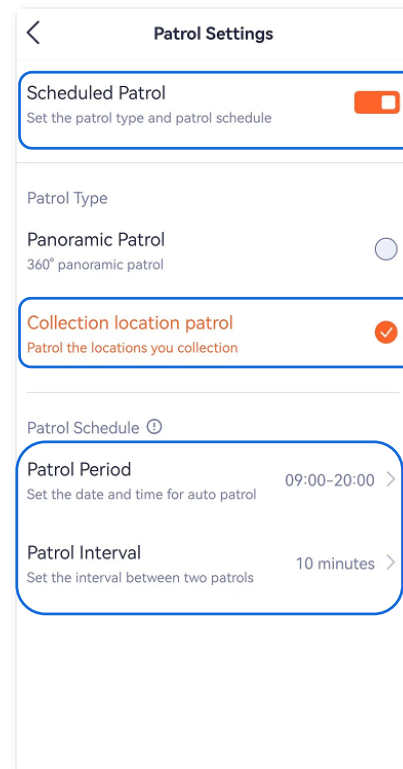 Patrol Settings
Scheduled Patrol
Set the patrol type and patrol schedule
Patrol Type
Panoramic Patrol
360° panoramic patrol
Collection location patrol
Patrol the locations you collection
Patrol Schedule
Patrol Period
09:00-20:00
Set the date and time for auto patrol
Patrol Interval
10 minutes
Set the interval between two patrols